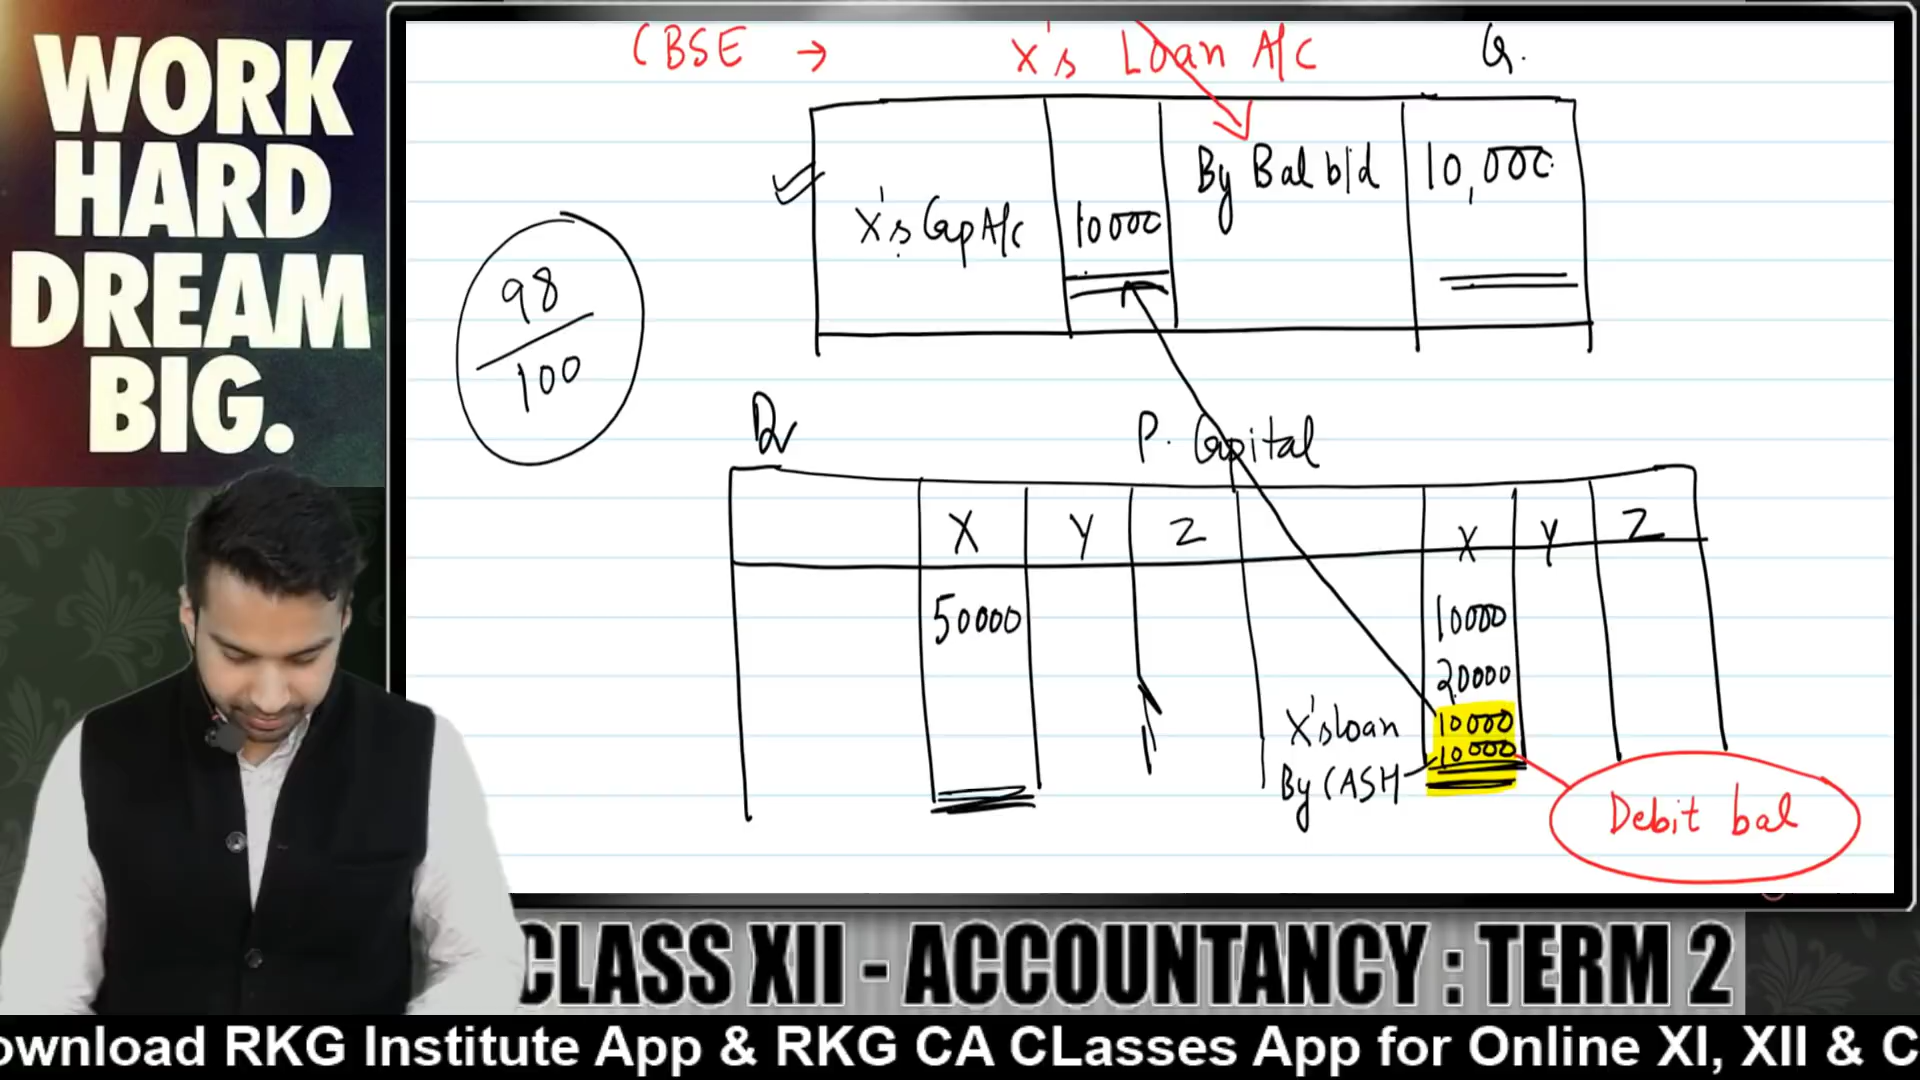 WORK
HARD
DREAM
BIG.
CBSE → X's Loan A/C Cr.
By Bal b/d 10,000
X's Cap A/c 10000
98
100
Dr P. Capital
X Y Z X Y Z
50000 10000
20000
X's loan 10000
By CASH 10000
Debit bal
CLASS XII - ACCOUNTANCY : TERM 2
ownload RKG Institute App & RKG CA CLasses App for Online XI, XII & C